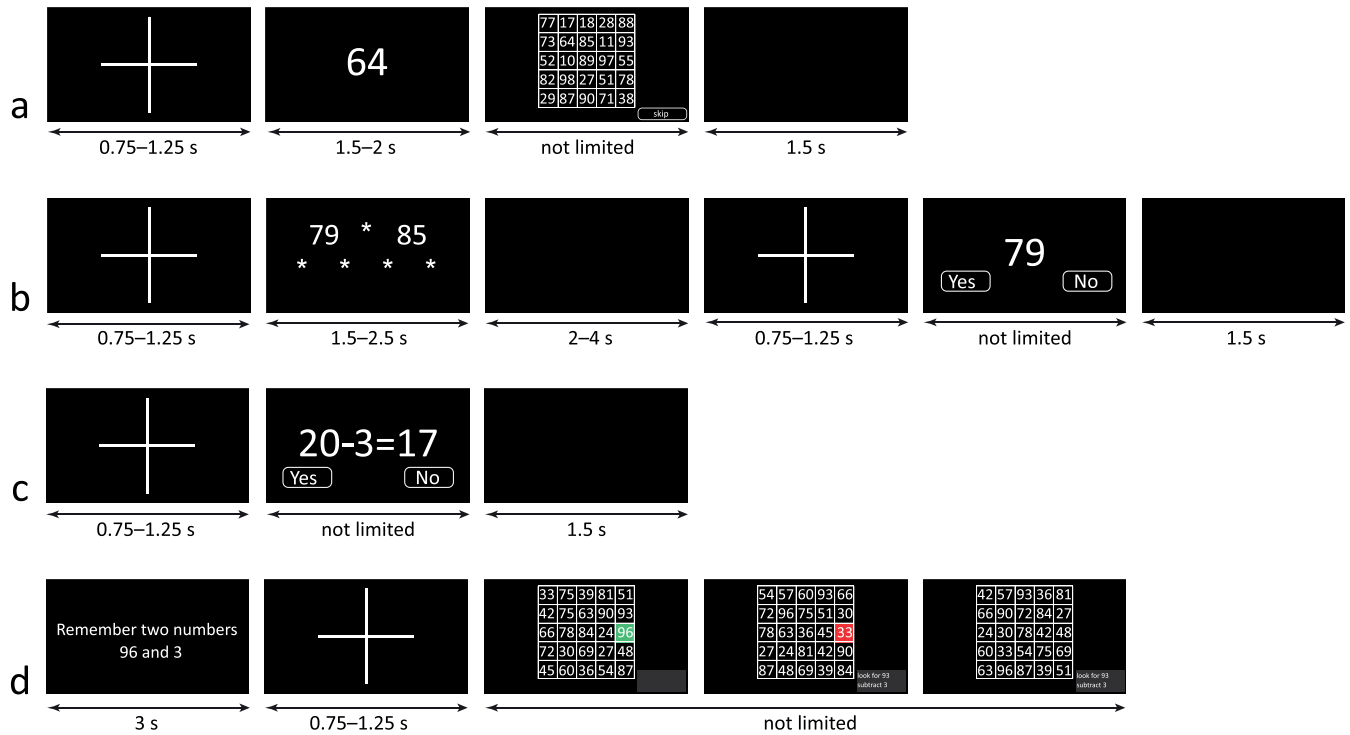 64
77 17 18 28 88
73 64 85 11 93
52 10 89 97 55
82 98 27 51 78
29 87 90 71 38
skip
a
0.75–1.25 s
1.5–2 s
not limited
1.5 s
79 * 85
* * * *
79
Yes No
b
0.75–1.25 s
1.5–2.5 s
2–4 s
0.75–1.25 s
not limited
1.5 s
20-3=17
Yes No
c
0.75–1.25 s
not limited
1.5 s
Remember two numbers
96 and 3
33 75 39 81 51
42 75 63 90 93
66 78 84 24 96
72 30 69 27 48
45 60 36 54 87
54 57 60 93 66
72 96 75 51 30
78 63 36 45 33
27 24 81 42 90
87 48 69 39 84
look for 93
subtract 3
42 57 93 36 81
66 90 72 84 27
24 30 78 42 48
60 33 54 75 69
63 96 87 39 51
look for 93
subtract 3
d
3 s
0.75–1.25 s
not limited